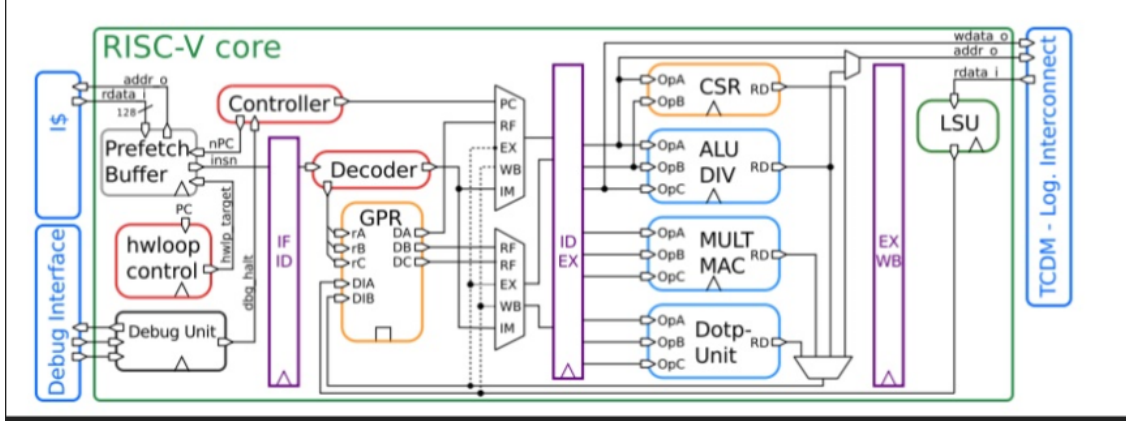 RISC-V core
I$
addr_o
rdata_i
128
Prefetch
Buffer
nPC
insn
Controller
Decoder
PC
hwloop
control
hwlp_target
dbg_halt
Debug Interface
Debug Unit
IF
ID
GPR
rA
rB
rC
DIA
DIB
DA
DB
DC
PC
RF
EX
WB
IM
RF
RF
EX
WB
IM
ID
EX
OpA
OpB
CSR
RD
OpA
OpB
OpC
ALU
DIV
RD
OpA
OpB
OpC
MULT
MAC
RD
OpA
OpB
OpC
Dotp-
Unit
RD
EX
WB
wdata_o
addr_o
rdata_i
LSU
TCDM - Log. Interconnect